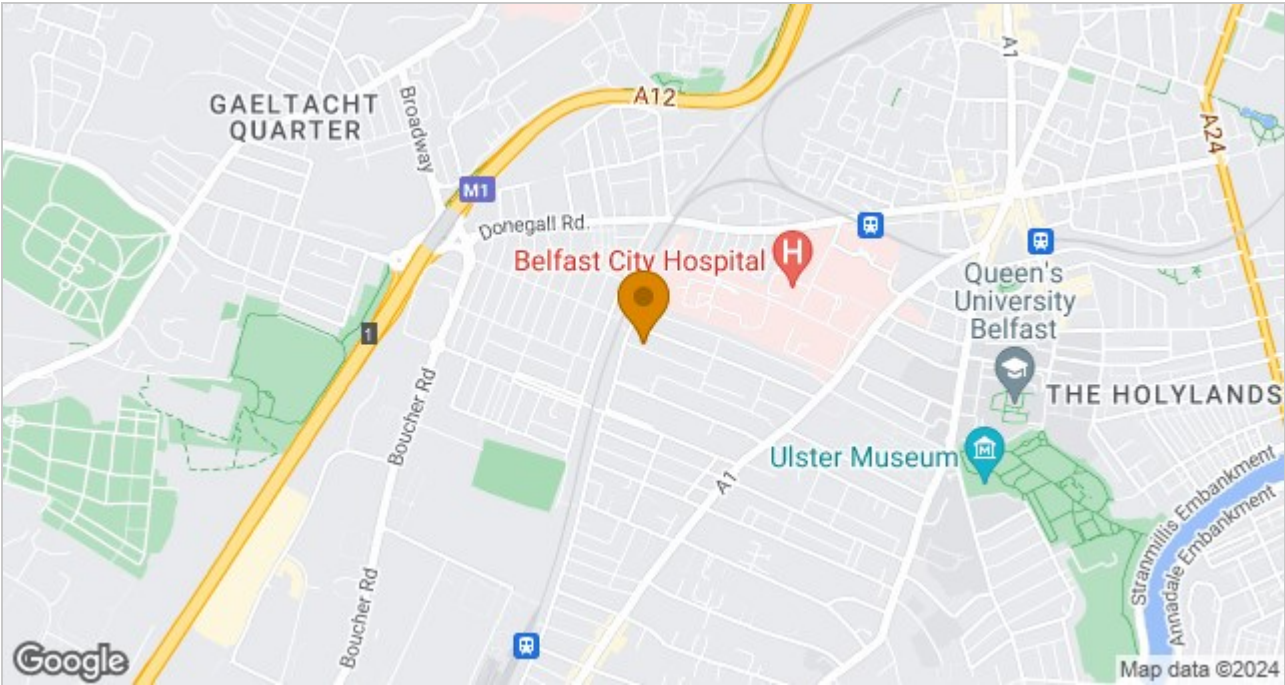 A1
A12
GAELTACHT
QUARTER
Broadway
A24
M1
Donegall Rd.
Belfast City Hospital
H
Queen's
University
Belfast
1
Boucher Rd
THE HOLYLANDS
Ulster Museum
M
A1
Stranmillis Embankment
Annadale Embankment
Boucher Rd
Google
Map data ©2024